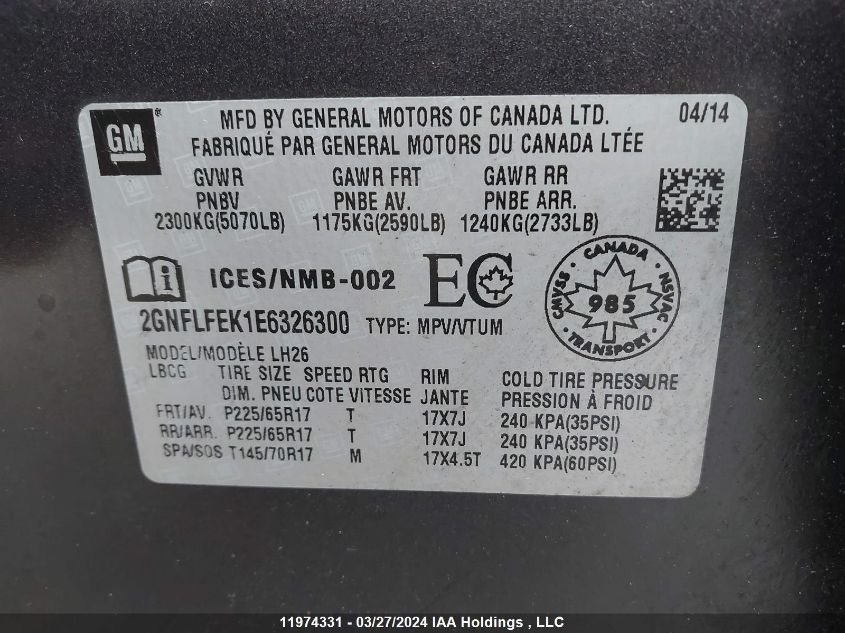 GM ®
MFD BY GENERAL MOTORS OF CANADA LTD. 04/14
FABRIQUÉ PAR GENERAL MOTORS DU CANADA LTÉE
GVWR GAWR FRT GAWR RR
PNBV PNBE AV. PNBE ARR.
2300KG(5070LB) 1175KG(2590LB) 1240KG(2733LB)
i ICES/NMB-002 EC
CANADA
CMVSS 985 NSVAC
TRANSPORT
2GNFLFEK1E6326300 TYPE: MPV/VTUM
MODEL/MODÈLE LH26
LBCG TIRE SIZE SPEED RTG RIM COLD TIRE PRESSURE
DIM. PNEU COTE VITESSE JANTE PRESSION À FROID
FRT/AV. P225/65R17 T 17X7J 240 KPA(35PSI)
RR/ARR. P225/65R17 T 17X7J 240 KPA(35PSI)
SPA/SOS T145/70R17 M 17X4.5T 420 KPA(60PSI)
11974331 - 03/27/2024 IAA Holdings , LLC